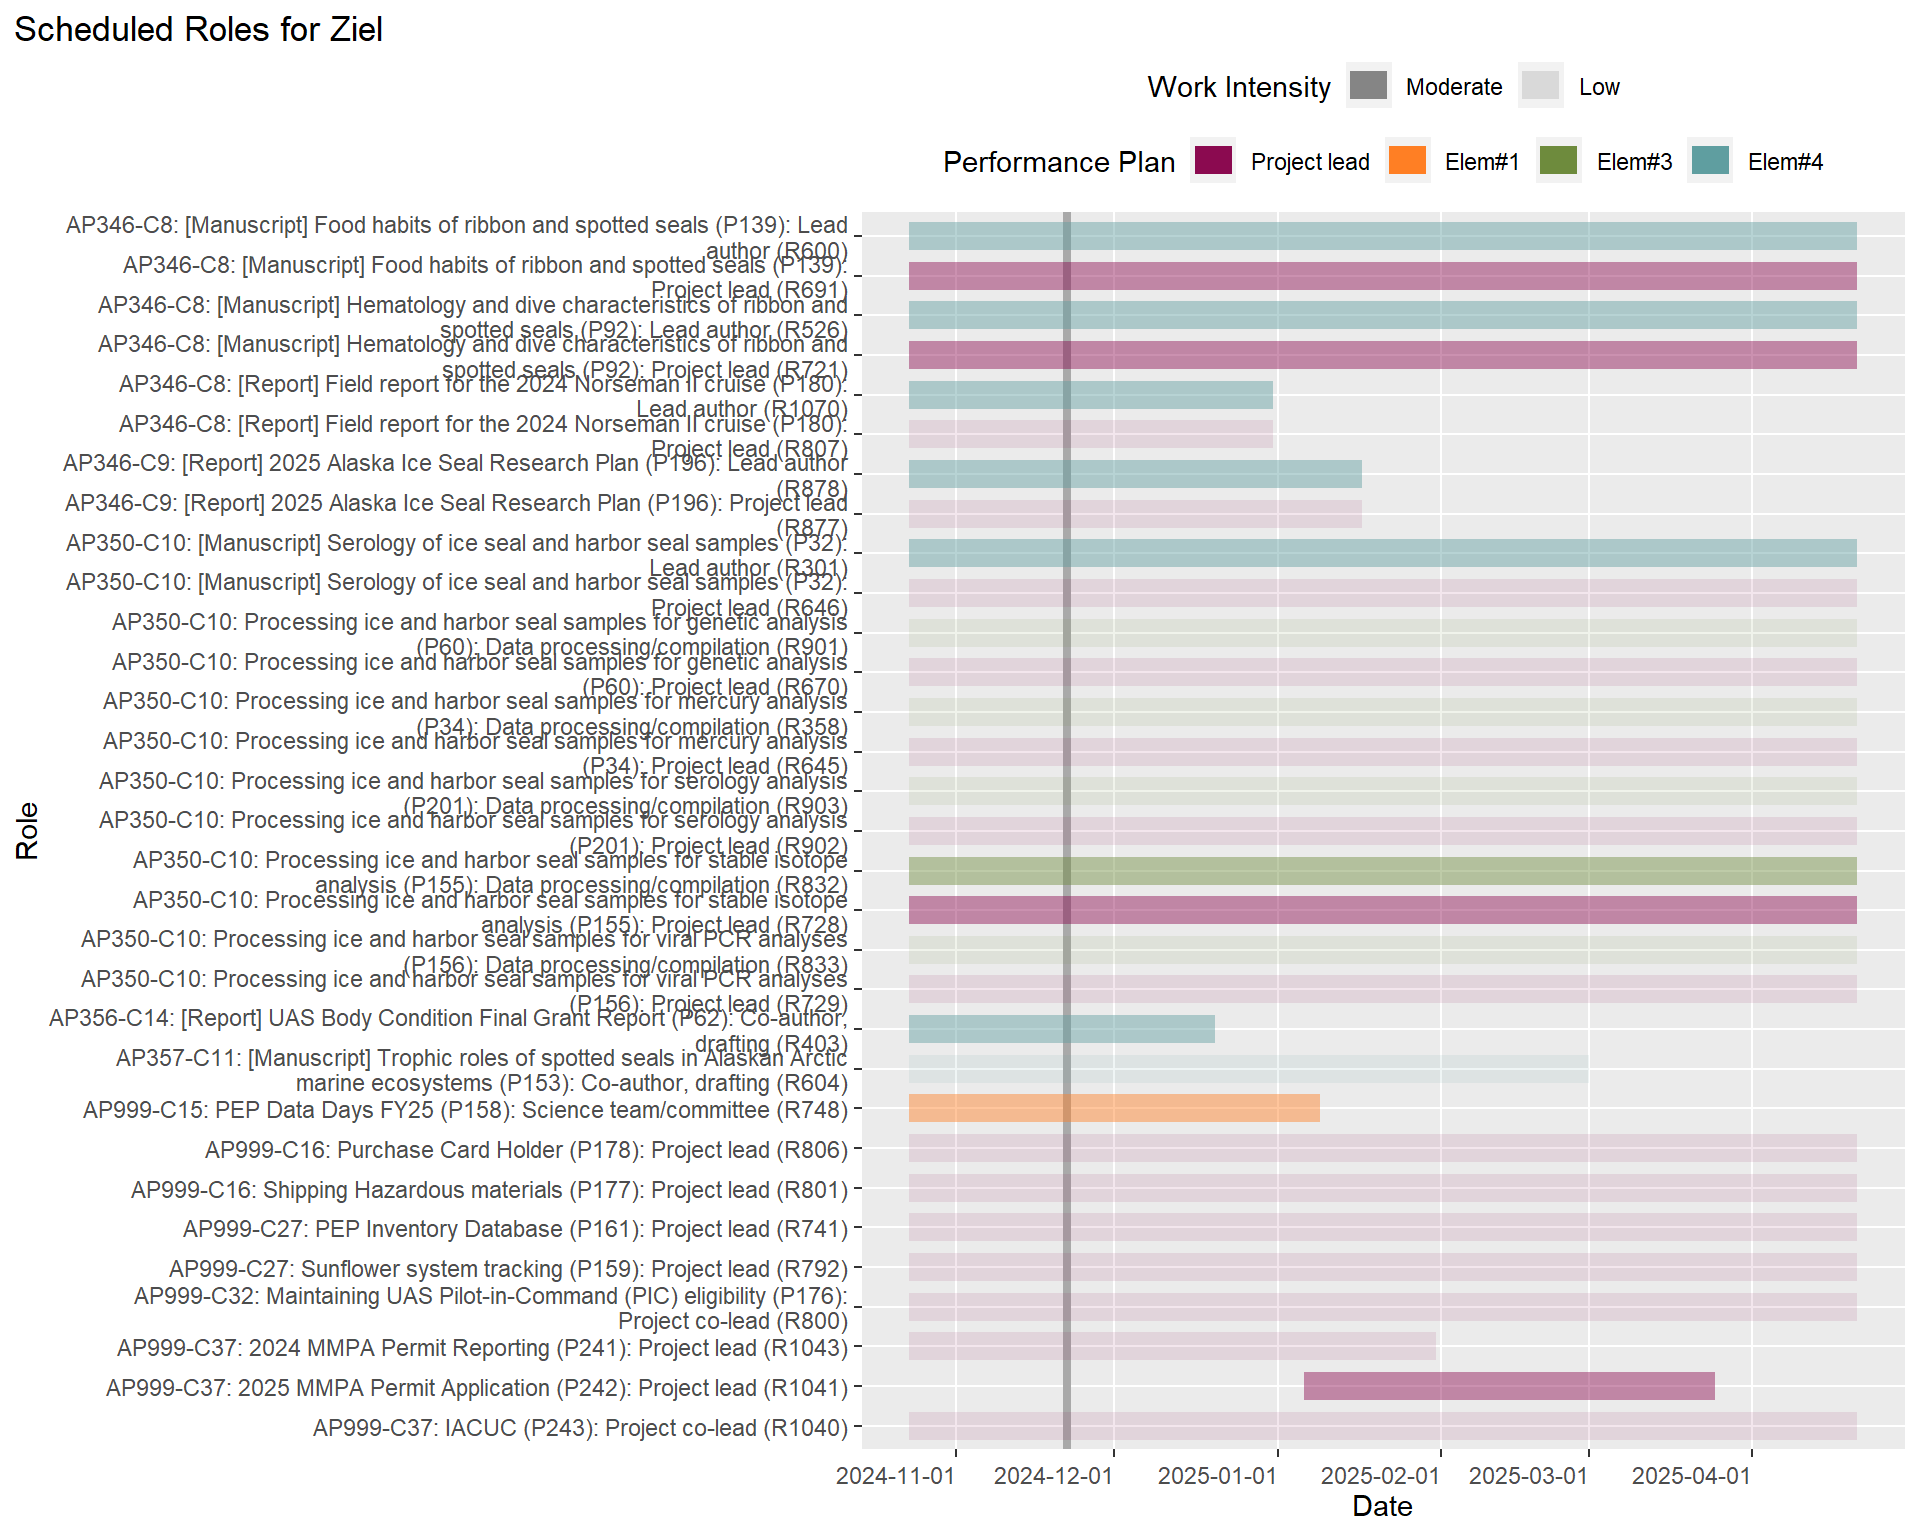 Scheduled Roles for Ziel
Work Intensity Moderate Low
Performance Plan Project lead Elem#1 Elem#3 Elem#4
AP346-C8: [Manuscript] Food habits of ribbon and spotted seals (P139): Lead
author (R600)
AP346-C8: [Manuscript] Food habits of ribbon and spotted seals (P139):
Project lead (R691)
AP346-C8: [Manuscript] Hematology and dive characteristics of ribbon and
spotted seals (P92): Lead author (R526)
AP346-C8: [Manuscript] Hematology and dive characteristics of ribbon and
spotted seals (P92): Project lead (R721)
AP346-C8: [Report] Field report for the 2024 Norseman II cruise (P180):
Lead author (R1070)
AP346-C8: [Report] Field report for the 2024 Norseman II cruise (P180):
Project lead (R807)
AP346-C9: [Report] 2025 Alaska Ice Seal Research Plan (P196): Lead author
(R878)
AP346-C9: [Report] 2025 Alaska Ice Seal Research Plan (P196): Project lead
(R877)
AP350-C10: [Manuscript] Serology of ice seal and harbor seal samples (P32):
Lead author (R301)
AP350-C10: [Manuscript] Serology of ice seal and harbor seal samples (P32):
Project lead (R646)
AP350-C10: Processing ice and harbor seal samples for genetic analysis
(P60): Data processing/compilation (R901)
AP350-C10: Processing ice and harbor seal samples for genetic analysis
(P60): Project lead (R670)
AP350-C10: Processing ice and harbor seal samples for mercury analysis
(P34): Data processing/compilation (R358)
AP350-C10: Processing ice and harbor seal samples for mercury analysis
(P34): Project lead (R645)
AP350-C10: Processing ice and harbor seal samples for serology analysis
(P201): Data processing/compilation (R903)
AP350-C10: Processing ice and harbor seal samples for serology analysis
(P201): Project lead (R902)
AP350-C10: Processing ice and harbor seal samples for stable isotope
analysis (P155): Data processing/compilation (R832)
AP350-C10: Processing ice and harbor seal samples for stable isotope
analysis (P155): Project lead (R728)
AP350-C10: Processing ice and harbor seal samples for viral PCR analyses
(P156): Data processing/compilation (R833)
AP350-C10: Processing ice and harbor seal samples for viral PCR analyses
(P156): Project lead (R729)
AP356-C14: [Report] UAS Body Condition Final Grant Report (P62): Co-author,
drafting (R403)
AP357-C11: [Manuscript] Trophic roles of spotted seals in Alaskan Arctic
marine ecosystems (P153): Co-author, drafting (R604)
AP999-C15: PEP Data Days FY25 (P158): Science team/committee (R748)
AP999-C16: Purchase Card Holder (P178): Project lead (R806)
AP999-C16: Shipping Hazardous materials (P177): Project lead (R801)
AP999-C27: PEP Inventory Database (P161): Project lead (R741)
AP999-C27: Sunflower system tracking (P159): Project lead (R792)
AP999-C32: Maintaining UAS Pilot-in-Command (PIC) eligibility (P176):
Project co-lead (R800)
AP999-C37: 2024 MMPA Permit Reporting (P241): Project lead (R1043)
AP999-C37: 2025 MMPA Permit Application (P242): Project lead (R1041)
AP999-C37: IACUC (P243): Project co-lead (R1040)
Role
2024-11-01 2024-12-01 2025-01-01 2025-02-01 2025-03-01 2025-04-01
Date